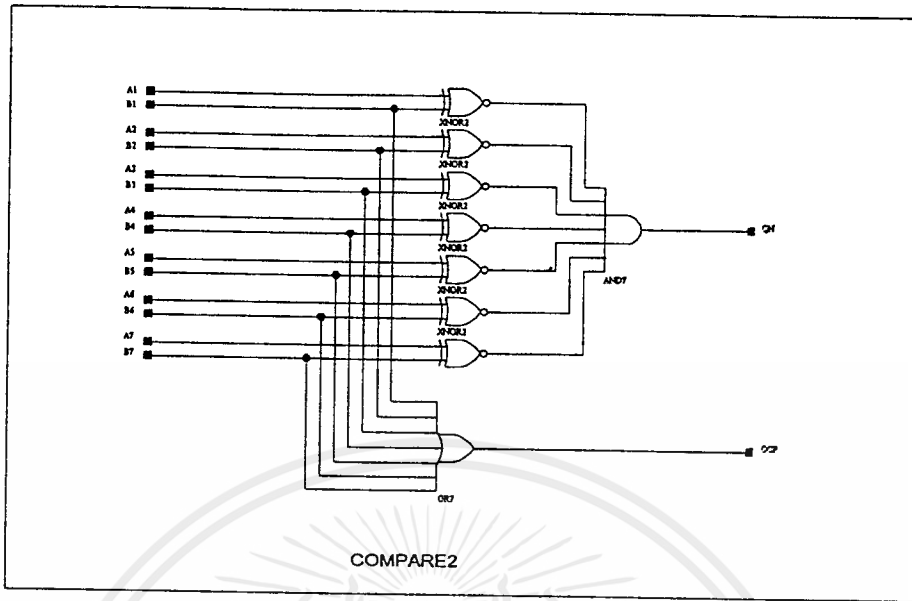 A1
B1
XNOR2
A2
B2
XNOR2
A2
B3
XNOR2
A4
B4
XNOR2
A5
B5
XNOR2
A6
B6
XNOR2
A7
B7
AND7
OR7
COMPARE2